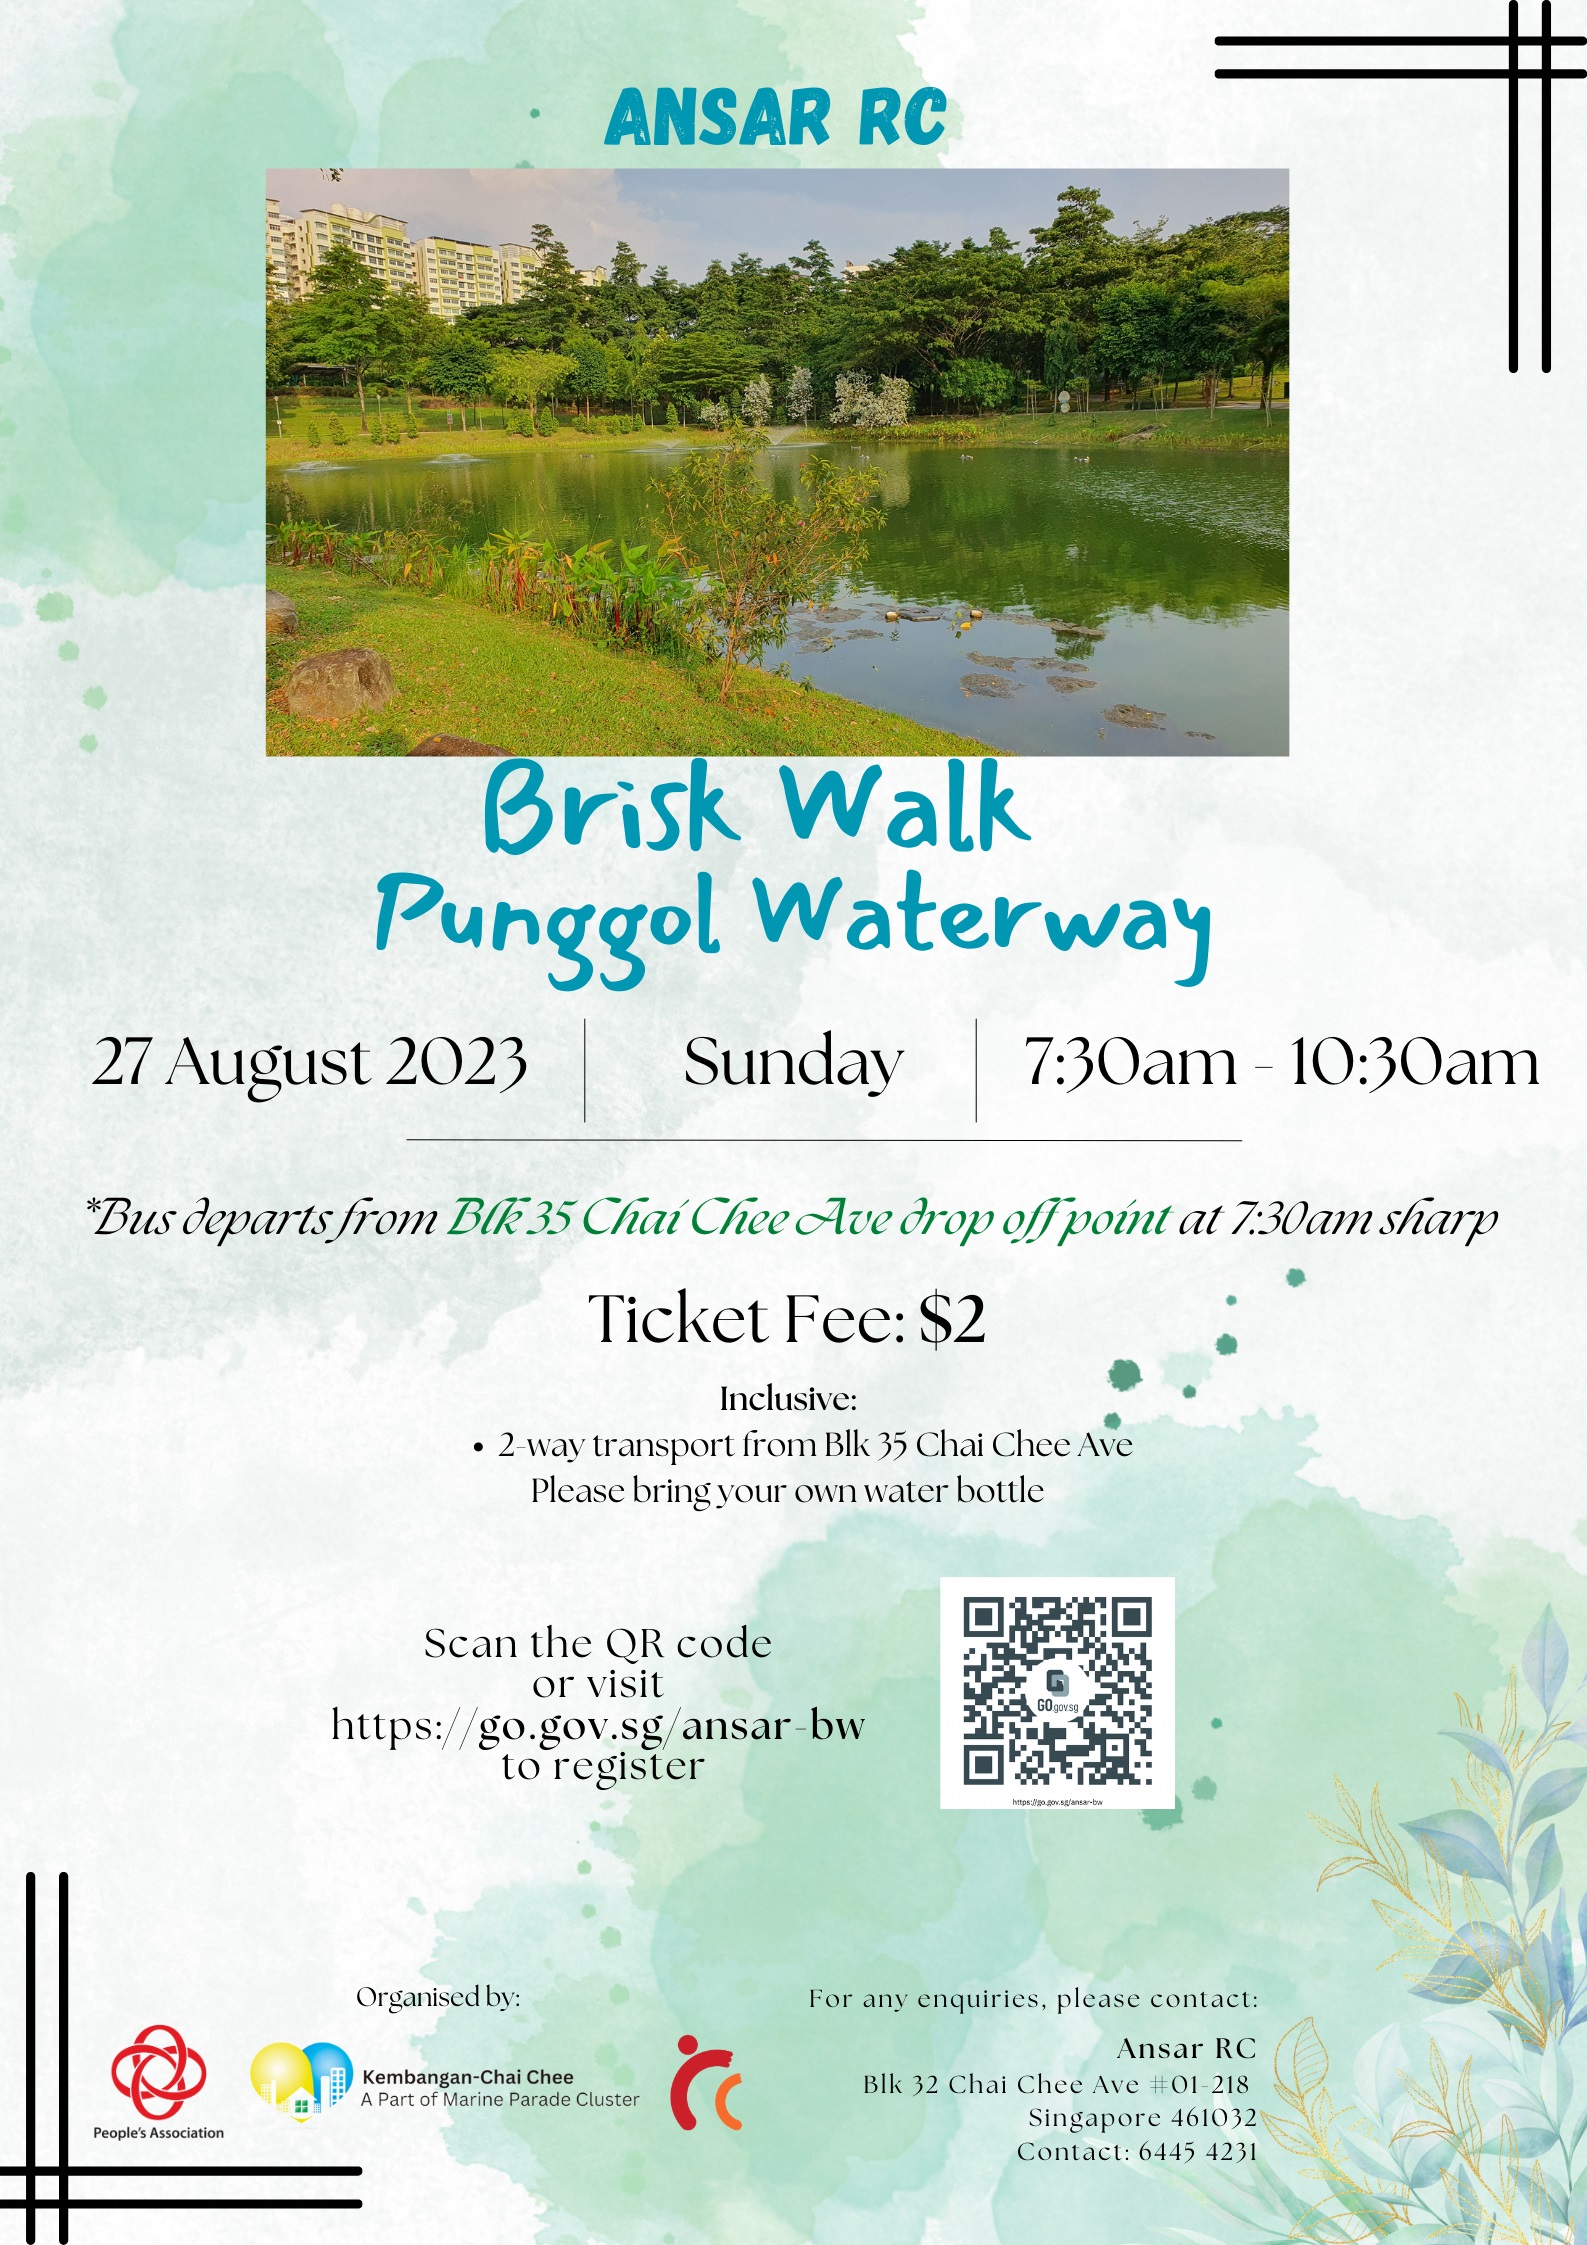 ANSAR RC
Brisk Walk
Punggol Waterway
27 August 2023
Sunday
7:30am - 10:30am
*Bus departs from Blk 35 Chai Chee Ave drop off point at 7:30am sharp
Ticket Fee: $2
Inclusive:
• 2-way transport from Blk 35 Chai Chee Ave
Please bring your own water bottle
Scan the QR code
or visit
https://go.gov.sg/ansar-bw
to register
GO.gov.sg
https://go.gov.sg/ansar-bw
Organised by:
People's Association
Kembangan-Chai Chee
A Part of Marine Parade Cluster
For any enquiries, please contact:
Ansar RC
Blk 32 Chai Chee Ave #01-218
Singapore 461032
Contact: 6445 4231